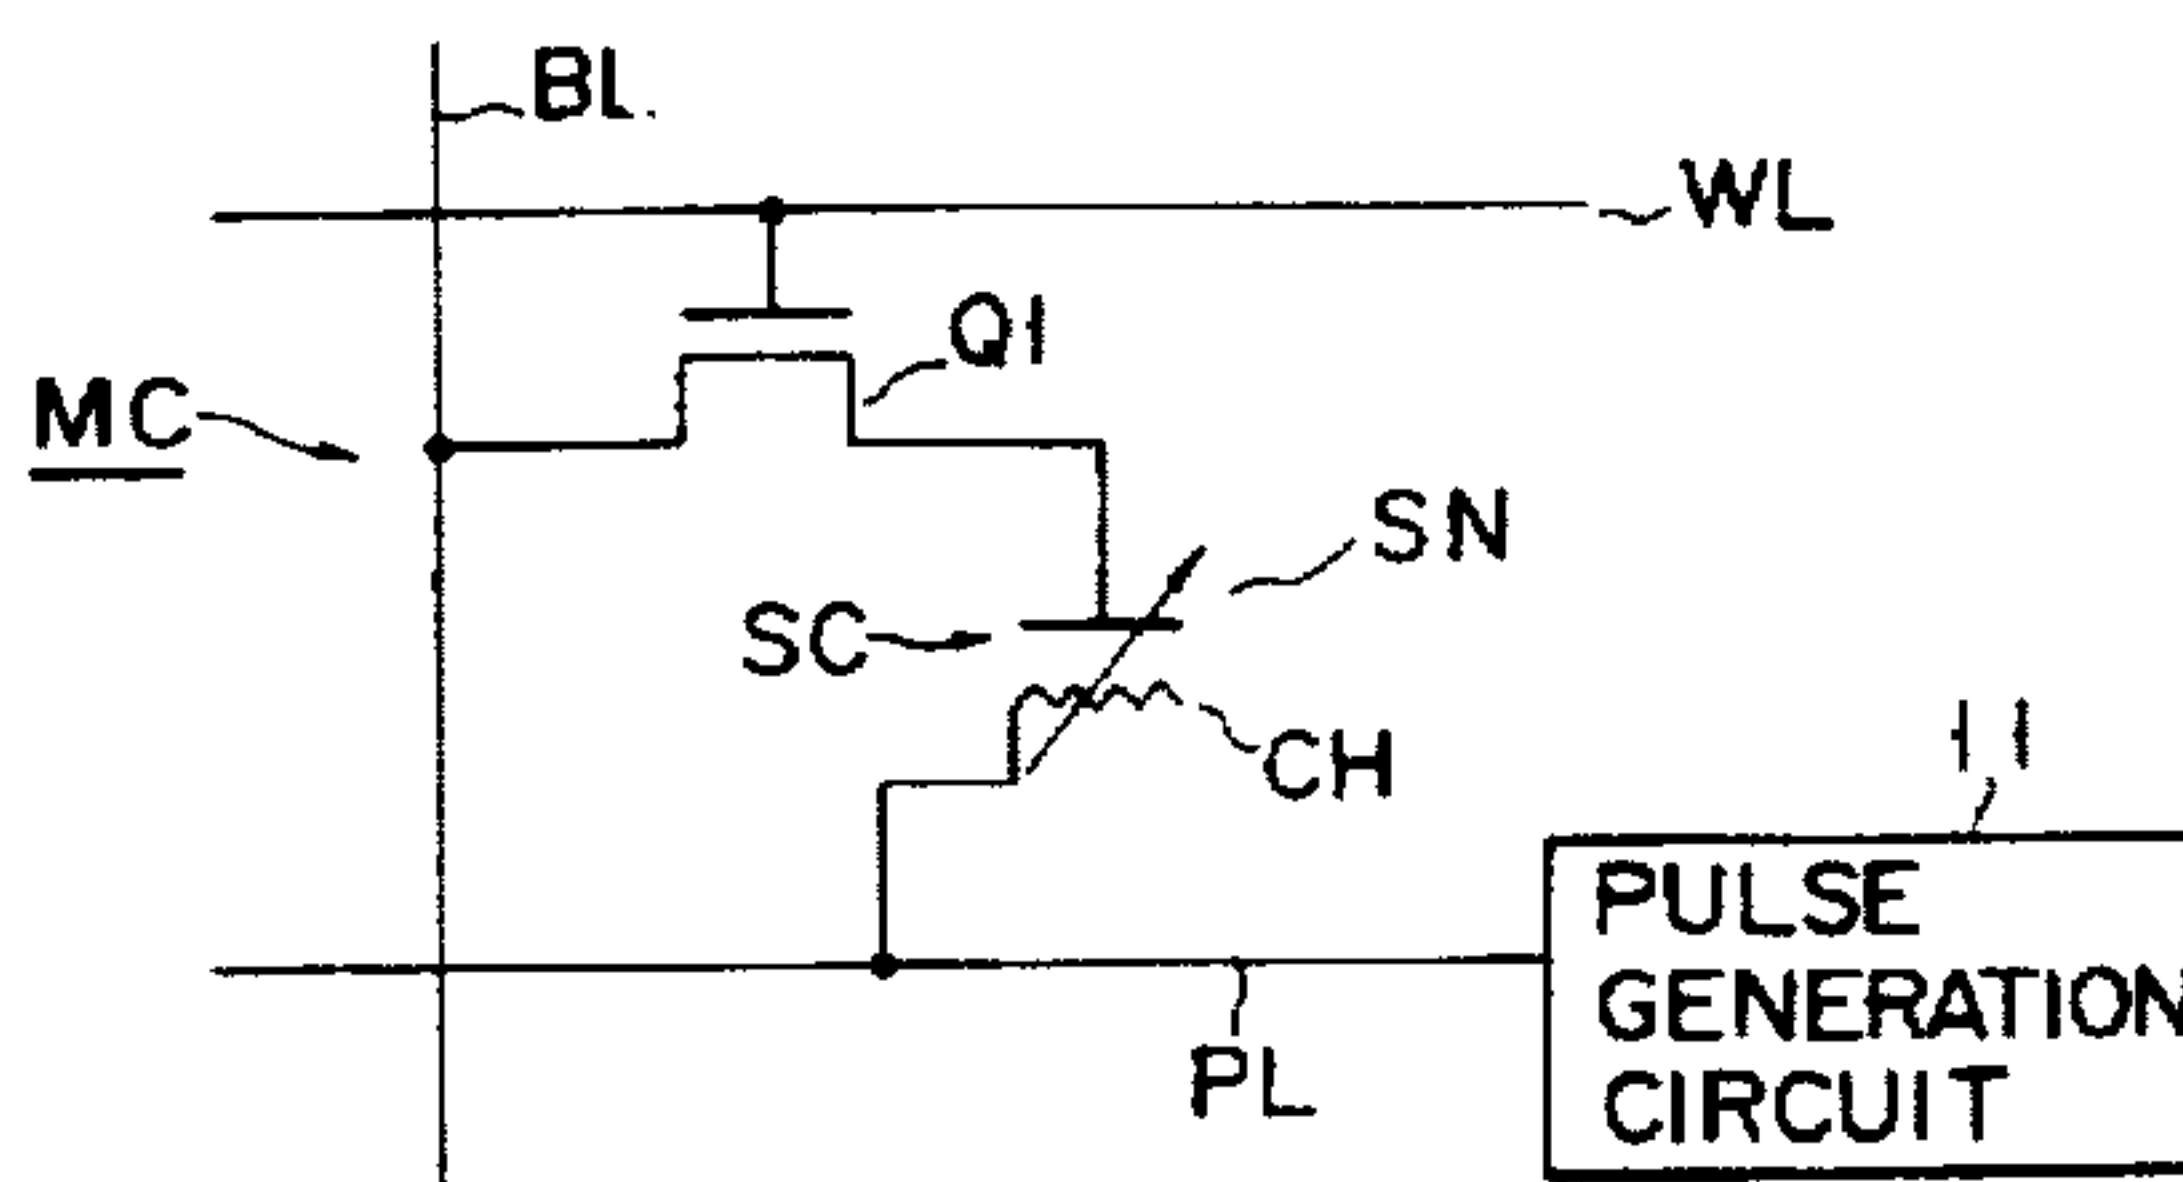 BL
WL
Q1
MC
SN
SC
CH
11
PULSE
GENERATION
CIRCUIT
PL